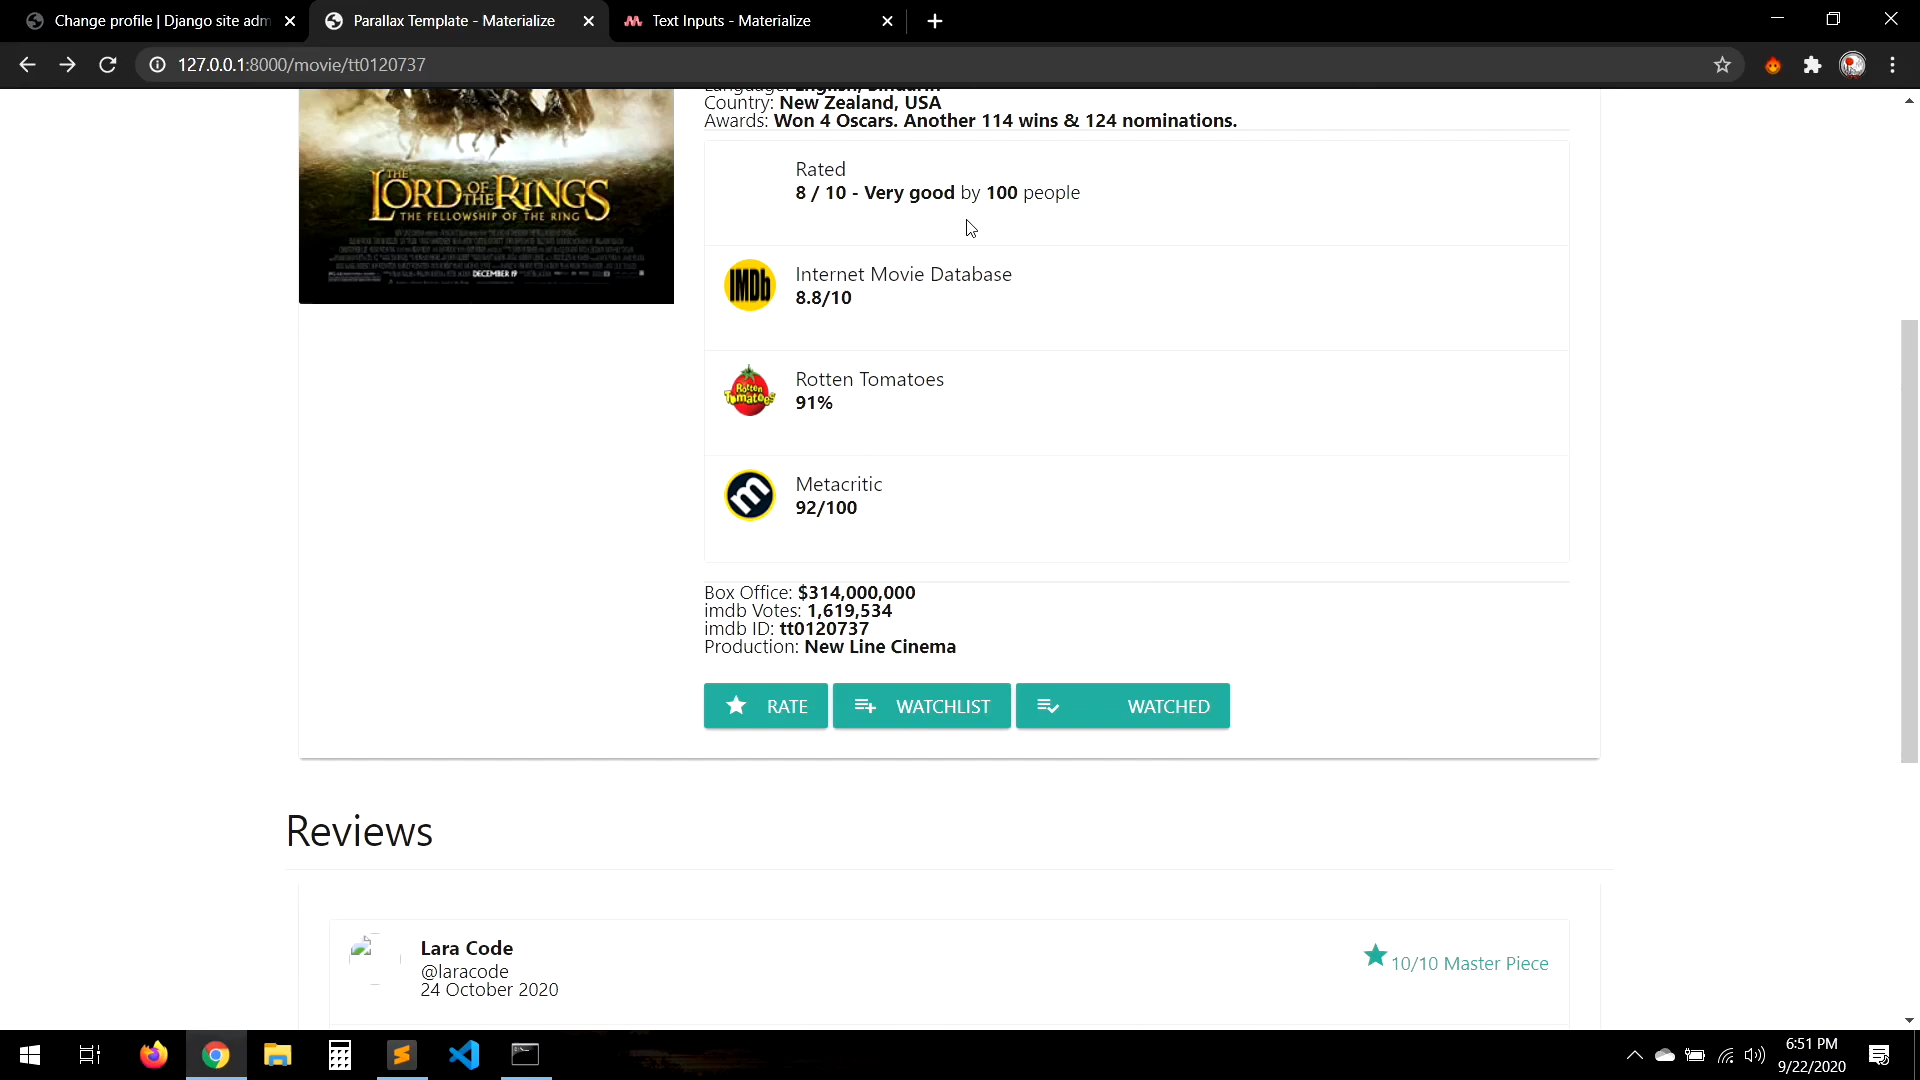 Change profile | Django site adm
Parallax Template - Materialize
Text Inputs - Materialize
127.0.0.1:8000/movie/tt0120737
Language: English, Sindarin
Country: New Zealand, USA
Awards: Won 4 Oscars. Another 114 wins & 124 nominations.
THE
LORD OF THE RINGS
THE FELLOWSHIP OF THE RING
DECEMBER 19
Rated
8 / 10 - Very good by 100 people
IMDb
Internet Movie Database
8.8/10
Rotten
Tomatoes
Rotten Tomatoes
91%
m
Metacritic
92/100
Box Office: $314,000,000
imdb Votes: 1,619,534
imdb ID: tt0120737
Production: New Line Cinema
RATE
WATCHLIST
WATCHED
Reviews
Lara Code
@laracode
24 October 2020
10/10 Master Piece
6:51 PM
9/22/2020